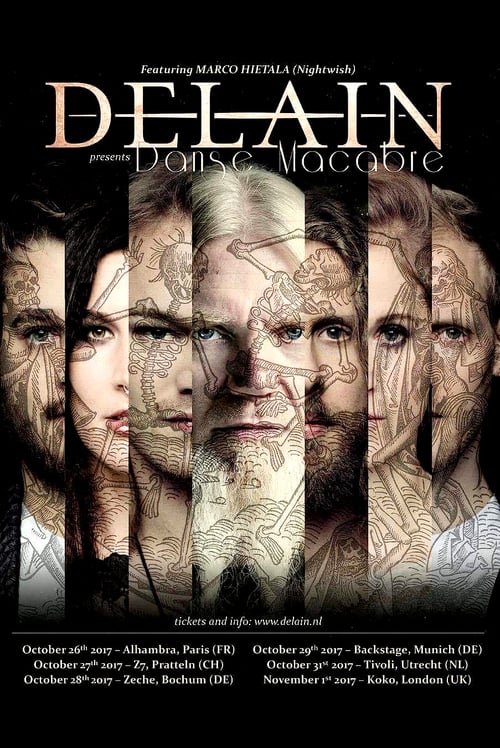 Featuring MARCO HIETALA (Nightwish)
DELAIN
presents Danse Macabre
tickets and info: www.delain.nl
October 26th 2017 – Alhambra, Paris (FR)
October 27th 2017 – Z7, Pratteln (CH)
October 28th 2017 – Zeche, Bochum (DE)
October 29th 2017 – Backstage, Munich (DE)
October 31st 2017 – Tivoli, Utrecht (NL)
November 1st 2017 – Koko, London (UK)